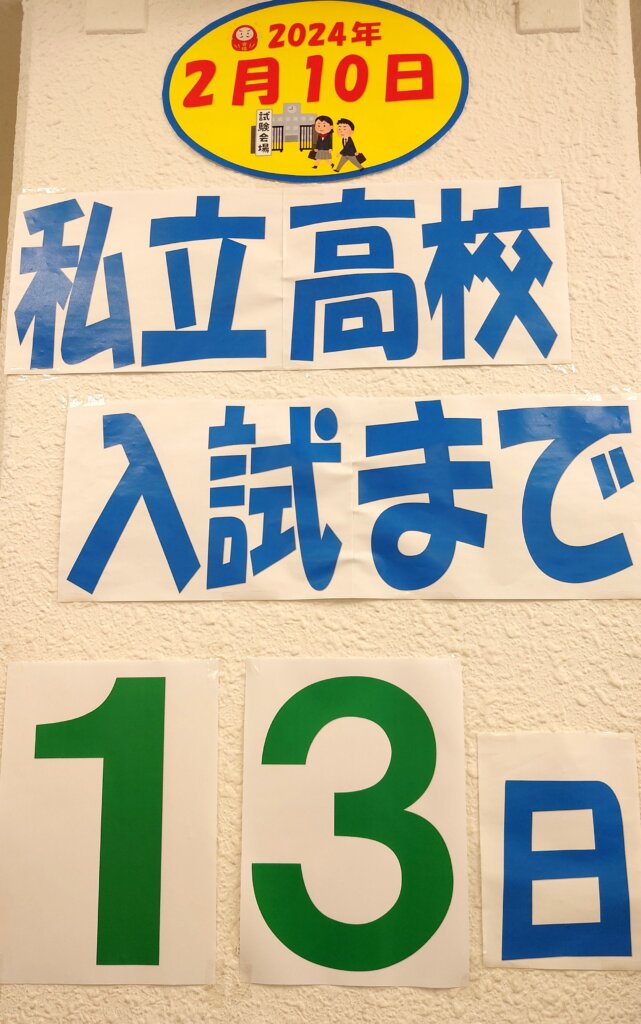 2024年
2月10日
試験会場
私立高校
入試まで
13日